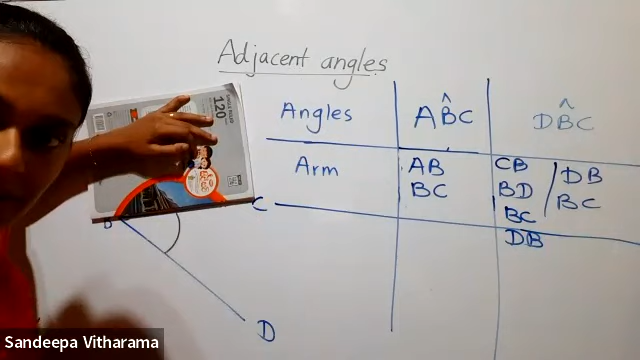 Adjacent angles
Angles AB̂C DB̂C
Arm AB CB / DB
BC BD BC
BC
DB
120
B
C
D
Sandeepa Vitharama